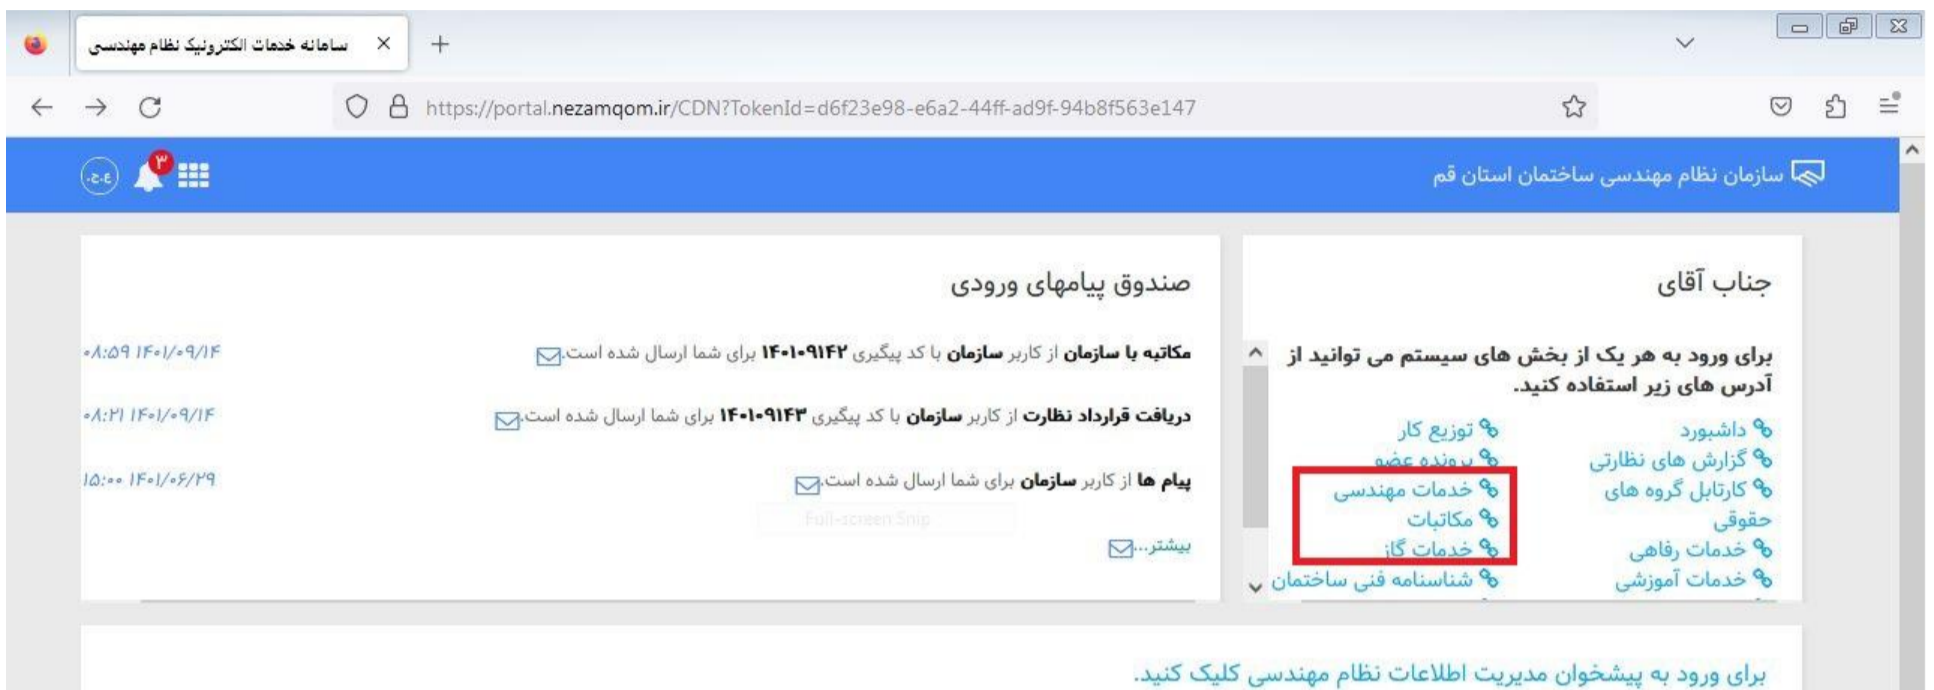 سامانه خدمات الکترونیک نظام مهندسی
https://portal.nezamqom.ir/CDN?TokenId=d6f23e98-e6a2-44ff-ad9f-94b8f563e147
سازمان نظام مهندسی ساختمان استان قم
۳
ع.ج.
جناب آقای
برای ورود به هر یک از بخش های سیستم می توانید از
آدرس های زیر استفاده کنید.
داشبورد
گزارش های نظارتی
کارتابل گروه های
حقوقی
خدمات رفاهی
خدمات آموزشی
توزیع کار
پرونده عضو
خدمات مهندسی
مکاتبات
خدمات گاز
شناسنامه فنی ساختمان
صندوق پیامهای ورودی
مکاتبه با سازمان از کاربر سازمان با کد پیگیری ۱۴۰۱۰۹۱۴۲ برای شما ارسال شده است. ۱۴۰۱/۰۹/۱۴ ۰۸:۵۹
دریافت قرارداد نظارت از کاربر سازمان با کد پیگیری ۱۴۰۱۰۹۱۴۳ برای شما ارسال شده است. ۱۴۰۱/۰۹/۱۴ ۰۸:۲۱
پیام ها از کاربر سازمان برای شما ارسال شده است. ۱۴۰۱/۰۶/۲۹ ۱۵:۰۰
Full-screen Snip
بیشتر...
برای ورود به پیشخوان مدیریت اطلاعات نظام مهندسی کلیک کنید.